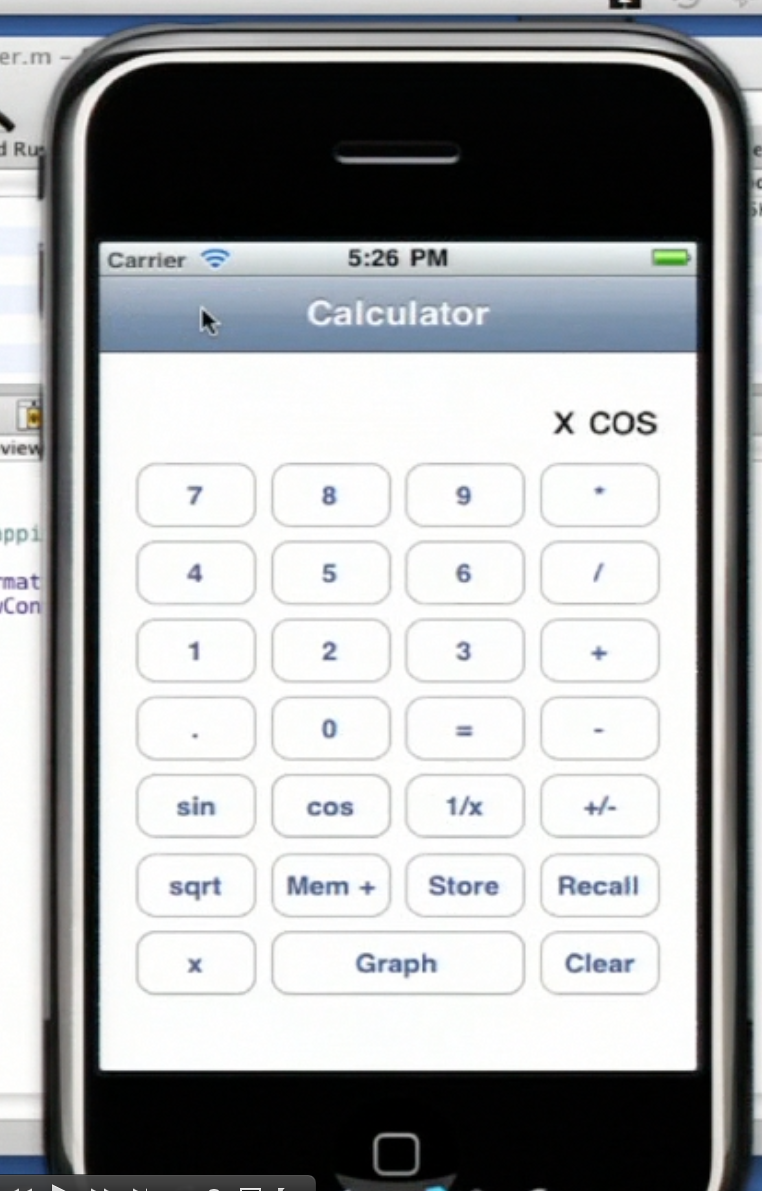 er.m –
d Ru
Carrier 5:26 PM
Calculator
x cos
7 8 9 *
4 5 6 /
1 2 3 +
. 0 = -
sin cos 1/x +/-
sqrt Mem + Store Recall
x Graph Clear
view
appi
rmat
Con